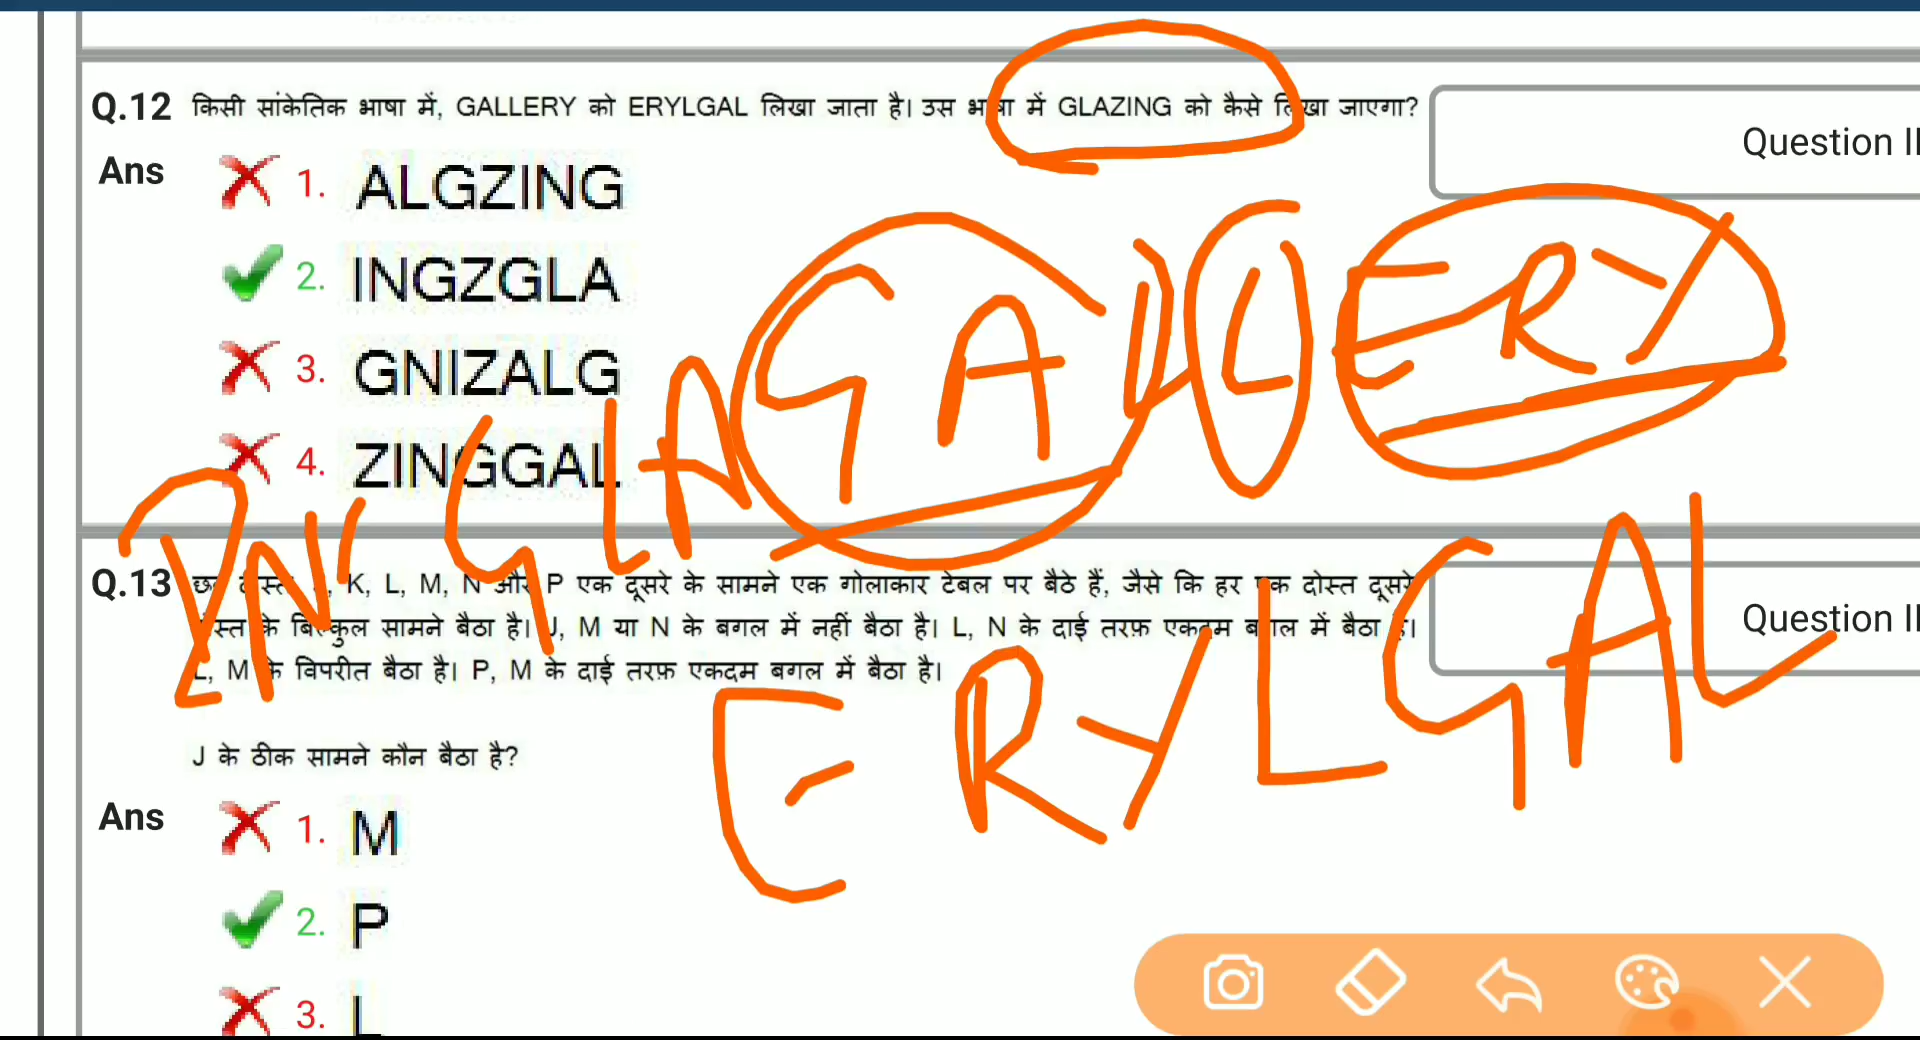 Q.12 किसी सांकेतिक भाषा में, GALLERY को ERYLGAL लिखा जाता है। उस भाषा में GLAZING को कैसे लिखा जाएगा?
Question I
Ans 1. ALGZING
2. INGZGLA
3. GNIZALG
4. ZINGGAL
GALLERY
INGLA
ERYLGAL
Q.13 K, L, M, N और P एक दूसरे के सामने एक गोलाकार टेबल पर बैठे हैं, जैसे कि हर एक दोस्त दूसरे
के बिल्कुल सामने बैठा है। J, M या N के बगल में नहीं बैठा है। L, N के दाई तरफ़ एकदम बगल में बैठा है।
L, M के विपरीत बैठा है। P, M के दाई तरफ़ एकदम बगल में बैठा है।
Question I
J के ठीक सामने कौन बैठा है?
Ans 1. M
2. P
3. L